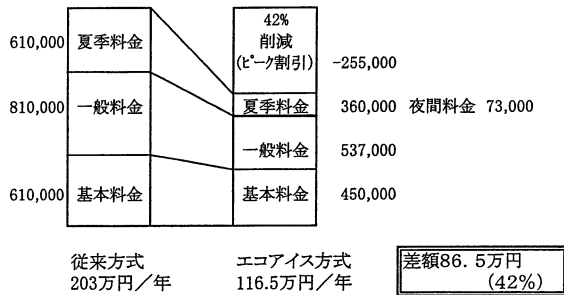 42%
削減
(ﾋﾟｰｸ割引)
-255,000
610,000 夏季料金
夏季料金 360,000 夜間料金 73,000
810,000 一般料金
一般料金 537,000
610,000 基本料金
基本料金 450,000
従来方式
203万円／年
エコアイス方式
116.5万円／年
差額86.5万円
(42%)